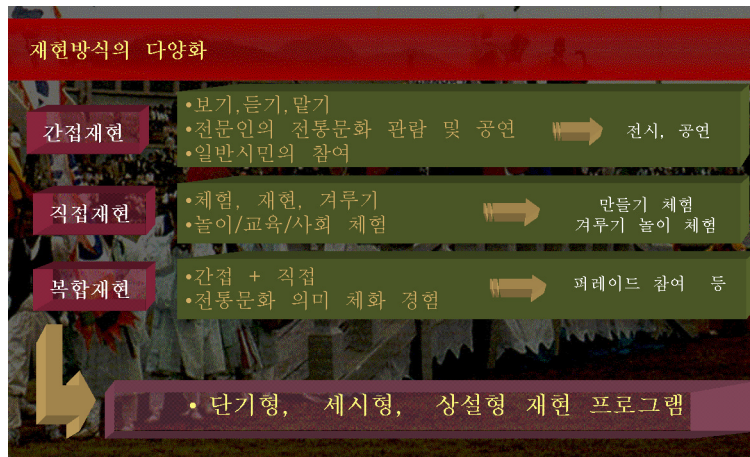 재현방식의 다양화
간접재현
•보기,듣기,맡기
•전문인의 전통문화 관람 및 공연
•일반시민의 참여
전시, 공연
직접재현
•체험, 재현, 겨루기
•놀이/교육/사회 체험
만들기 체험
겨루기 놀이 체험
복합재현
•간접 + 직접
•전통문화 의미 체화 경험
퍼레이드 참여 등
• 단기형, 세시형, 상설형 재현 프로그램